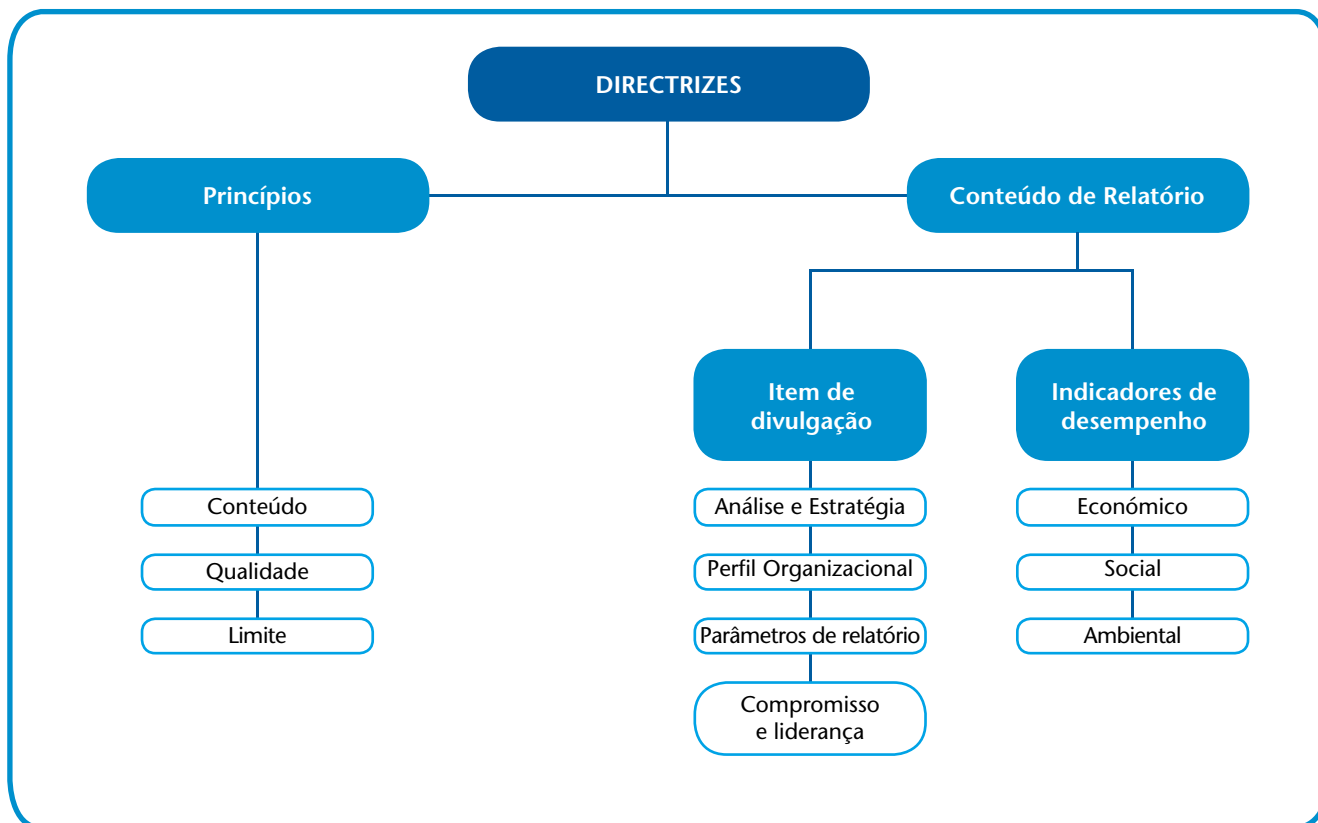 DIRECTRIZES
Princípios
Conteúdo de Relatório
Item de
divulgação
Indicadores de
desempenho
Conteúdo
Qualidade
Limite
Análise e Estratégia
Perfil Organizacional
Parâmetros de relatório
Compromisso
e liderança
Económico
Social
Ambiental